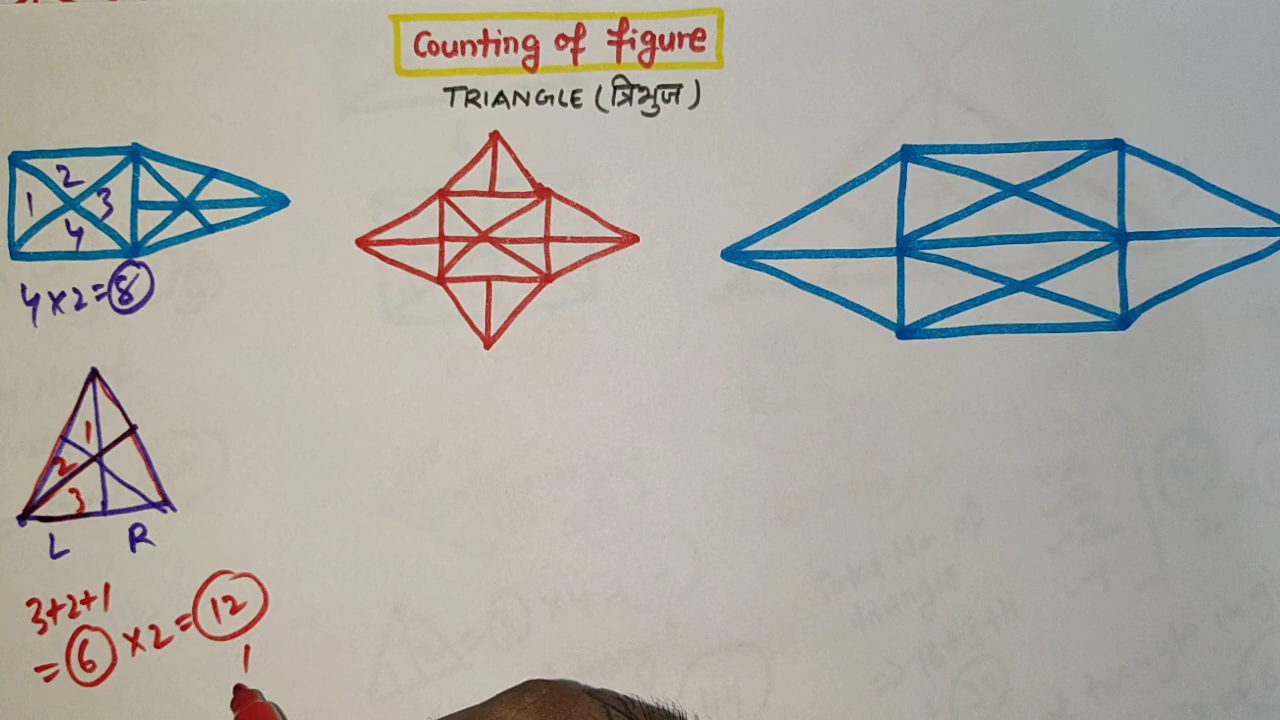 Counting of figure
TRIANGLE (त्रिभुज)
2
1 3
4
4 x 2 = 8
1
2
3
L R
3+2+1
= 6 x 2 = 12
1